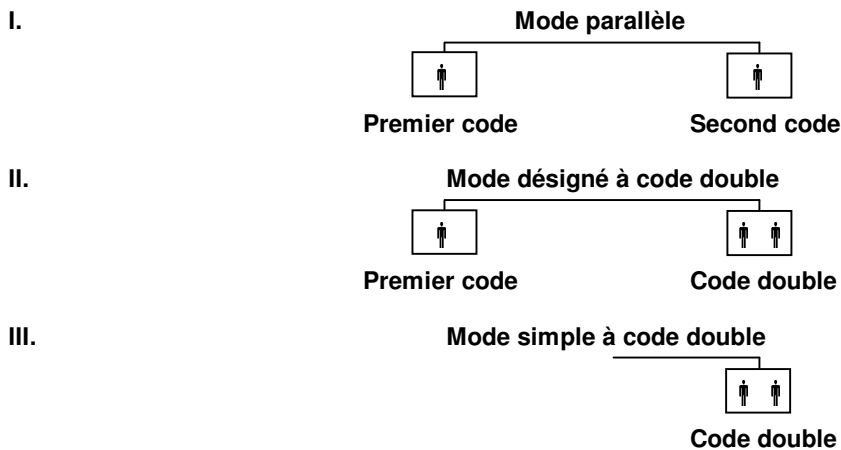 I. Mode parallèle
Premier code Second code
II. Mode désigné à code double
Premier code Code double
III. Mode simple à code double
Code double